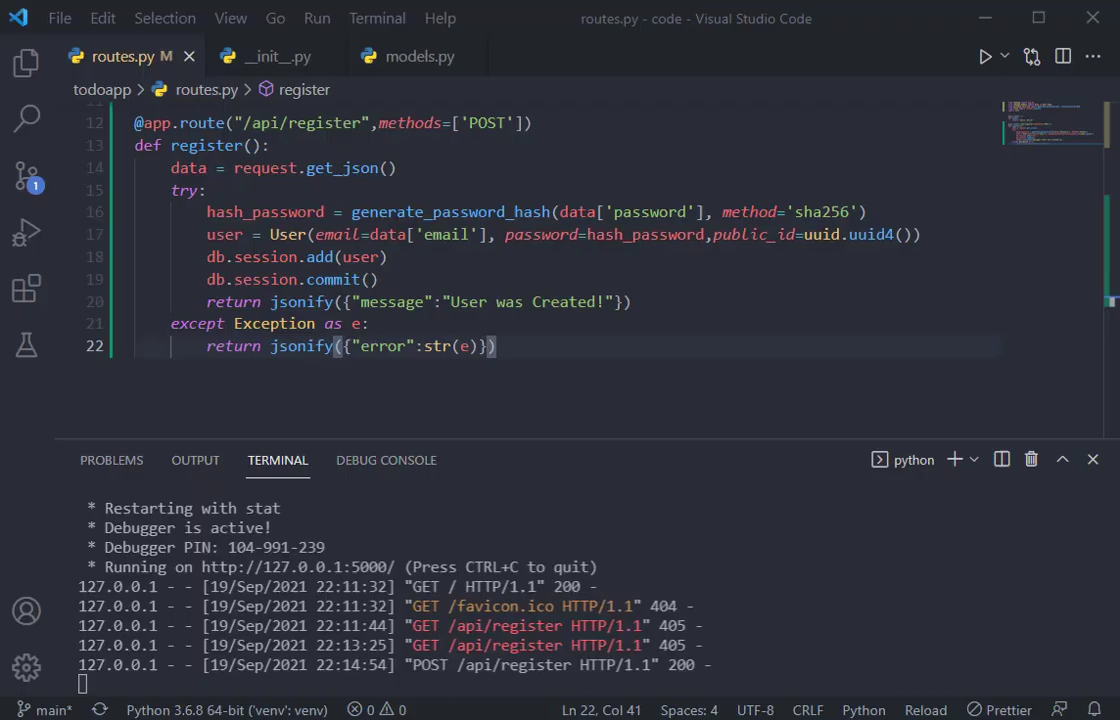 File Edit Selection View Go Run Terminal Help routes.py - code - Visual Studio Code
routes.py M __init__.py models.py
todoapp > routes.py > register
12 @app.route("/api/register",methods=['POST'])
13 def register():
14 data = request.get_json()
15 try:
16 hash_password = generate_password_hash(data['password'], method='sha256')
17 user = User(email=data['email'], password=hash_password,public_id=uuid.uuid4())
18 db.session.add(user)
19 db.session.commit()
20 return jsonify({"message":"User was Created!"})
21 except Exception as e:
22 return jsonify({"error":str(e)})
1
PROBLEMS OUTPUT TERMINAL DEBUG CONSOLE python
* Restarting with stat
* Debugger is active!
* Debugger PIN: 104-991-239
* Running on http://127.0.0.1:5000/ (Press CTRL+C to quit)
127.0.0.1 - - [19/Sep/2021 22:11:32] "GET / HTTP/1.1" 200 -
127.0.0.1 - - [19/Sep/2021 22:11:32] "GET /favicon.ico HTTP/1.1" 404 -
127.0.0.1 - - [19/Sep/2021 22:11:44] "GET /api/register HTTP/1.1" 405 -
127.0.0.1 - - [19/Sep/2021 22:13:25] "GET /api/register HTTP/1.1" 405 -
127.0.0.1 - - [19/Sep/2021 22:14:54] "POST /api/register HTTP/1.1" 200 -
main* Python 3.6.8 64-bit ('venv': venv) 0 0 Ln 22, Col 41 Spaces: 4 UTF-8 CRLF Python Reload Prettier